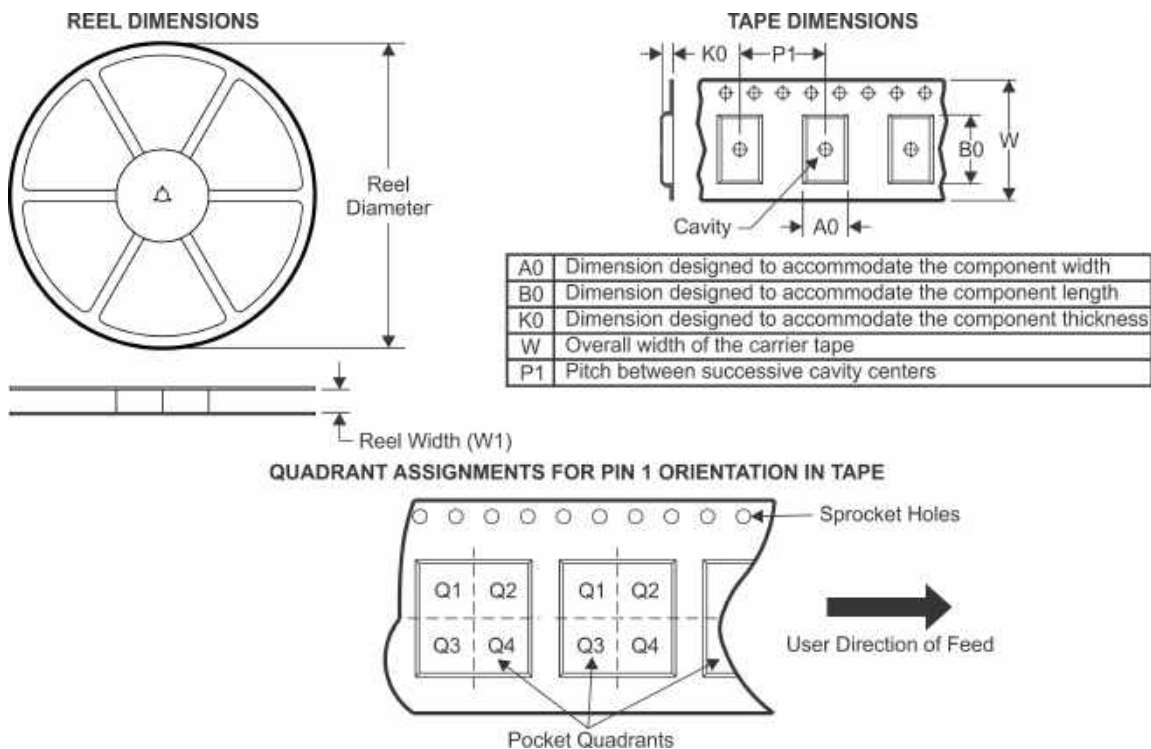 REEL DIMENSIONS
Reel
Diameter
Reel Width (W1)
TAPE DIMENSIONS
K0
P1
B0
W
Cavity
A0
A0 Dimension designed to accommodate the component width
B0 Dimension designed to accommodate the component length
K0 Dimension designed to accommodate the component thickness
W Overall width of the carrier tape
P1 Pitch between successive cavity centers
QUADRANT ASSIGNMENTS FOR PIN 1 ORIENTATION IN TAPE
Sprocket Holes
Q1 Q2 Q1 Q2
Q3 Q4 Q3 Q4
User Direction of Feed
Pocket Quadrants